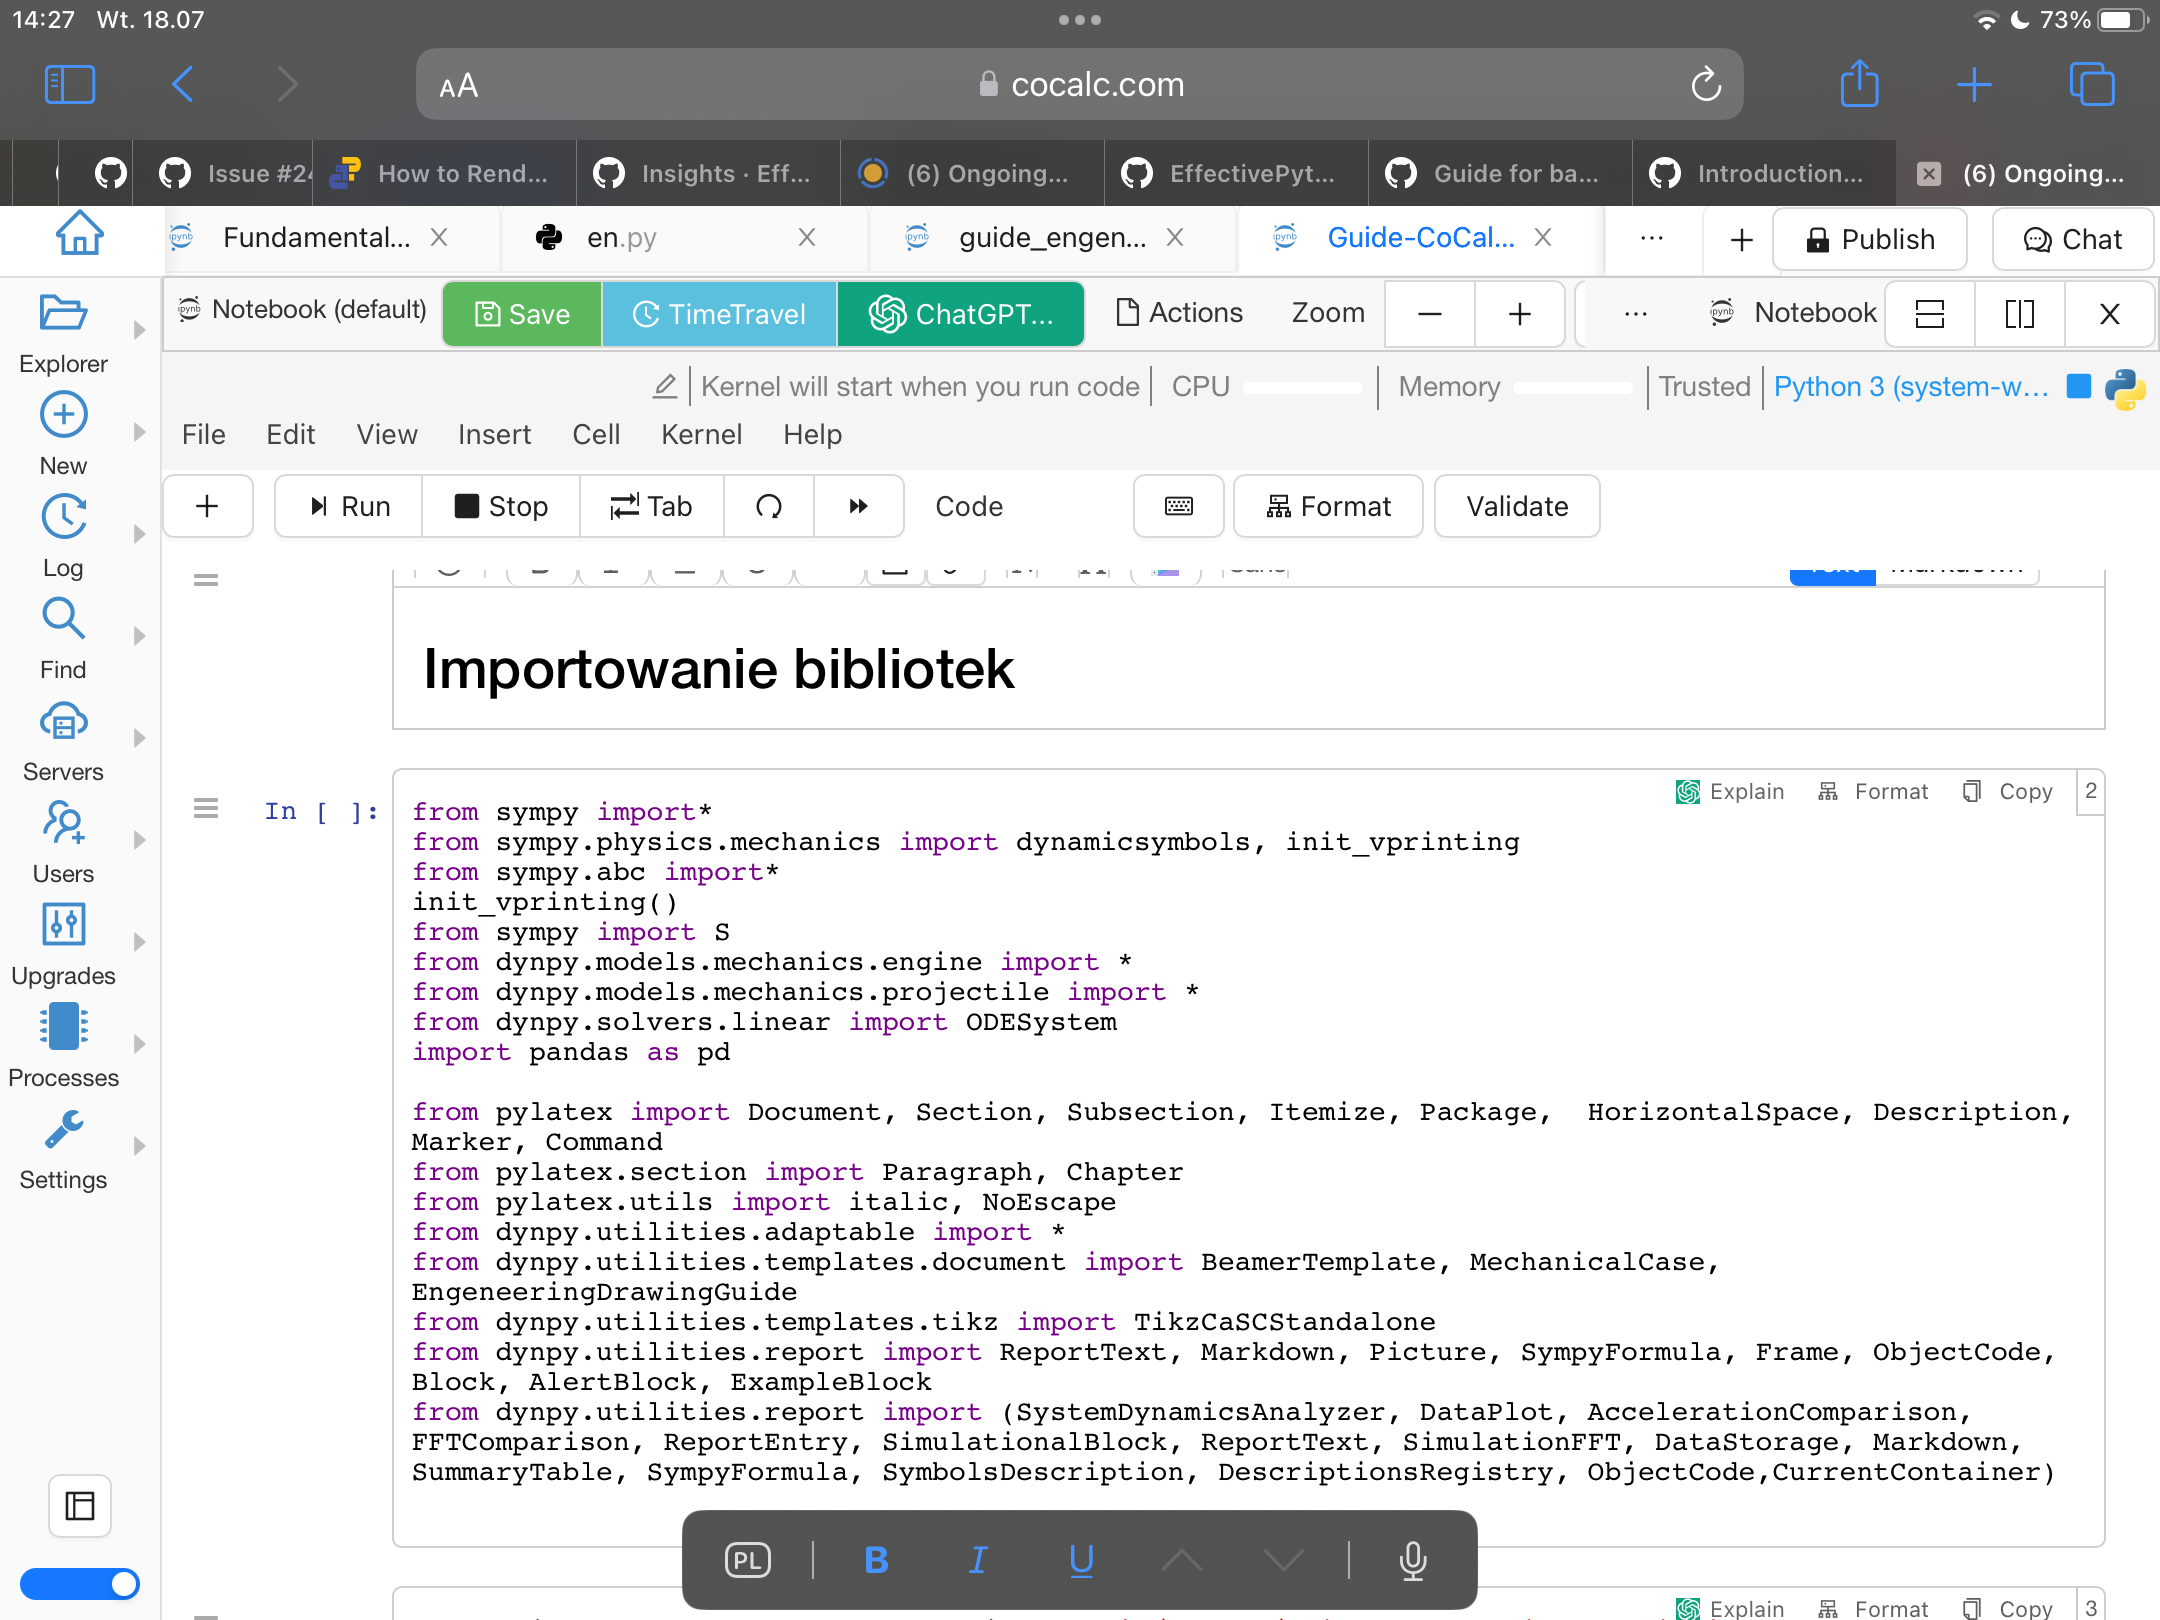 14:27 Wt. 18.07
73%
AA
cocalc.com
Issue #24
How to Rend...
Insights · Eff...
(6) Ongoing...
EffectivePyt...
Guide for ba...
Introduction...
(6) Ongoing...
Fundamental...
en.py
guide_engen...
Guide-CoCal...
Publish
Chat
Notebook (default)
Save
TimeTravel
ChatGPT...
Actions
Zoom
Notebook
Kernel will start when you run code
CPU
Memory
Trusted
Python 3 (system-w...
File Edit View Insert Cell Kernel Help
Run
Stop
Tab
Code
Format
Validate
Explorer
New
Log
Find
Servers
Users
Upgrades
Processes
Settings
Importowanie bibliotek
Explain Format Copy 2
In [ ]:
from sympy import*
from sympy.physics.mechanics import dynamicsymbols, init_vprinting
from sympy.abc import*
init_vprinting()
from sympy import S
from dynpy.models.mechanics.engine import *
from dynpy.models.mechanics.projectile import *
from dynpy.solvers.linear import ODESystem
import pandas as pd
from pylatex import Document, Section, Subsection, Itemize, Package,  HorizontalSpace, Description,
Marker, Command
from pylatex.section import Paragraph, Chapter
from pylatex.utils import italic, NoEscape
from dynpy.utilities.adaptable import *
from dynpy.utilities.templates.document import BeamerTemplate, MechanicalCase,
EngeneeringDrawingGuide
from dynpy.utilities.templates.tikz import TikzCaSCStandalone
from dynpy.utilities.report import ReportText, Markdown, Picture, SympyFormula, Frame, ObjectCode,
Block, AlertBlock, ExampleBlock
from dynpy.utilities.report import (SystemDynamicsAnalyzer, DataPlot, AccelerationComparison,
FFTComparison, ReportEntry, SimulationalBlock, ReportText, SimulationFFT, DataStorage, Markdown,
SummaryTable, SympyFormula, SymbolsDescription, DescriptionsRegistry, ObjectCode,CurrentContainer)
PL B I U
Explain Format Copy 3